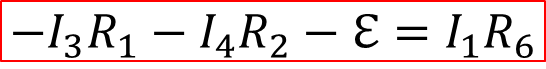 −I₃R₁ − I₄R₂ − Ɛ = I₁R₆